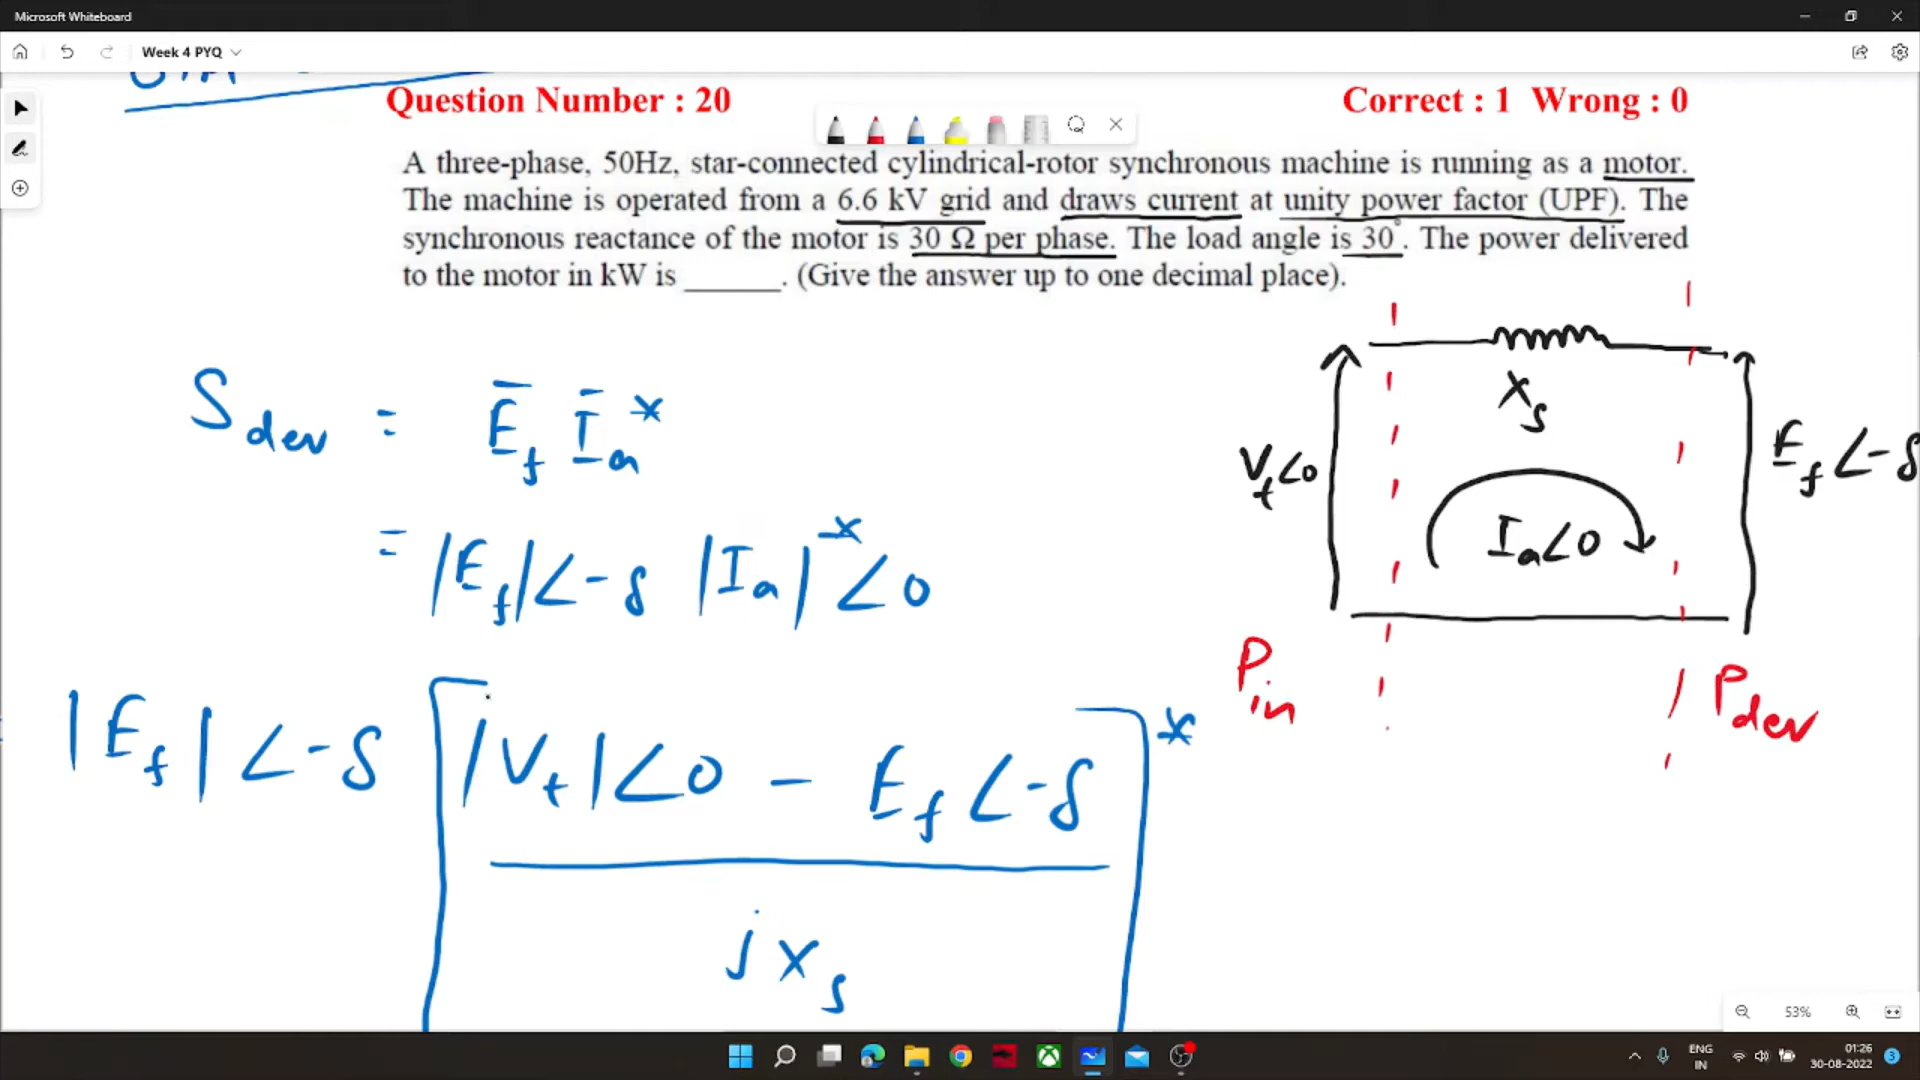 Microsoft Whiteboard
Week 4 PYQ
Question Number : 20
Correct : 1 Wrong : 0
A three-phase, 50Hz, star-connected cylindrical-rotor synchronous machine is running as a motor.
The machine is operated from a 6.6 kV grid and draws current at unity power factor (UPF). The
synchronous reactance of the motor is 30 Ω per phase. The load angle is 30°. The power delivered
to the motor in kW is ______. (Give the answer up to one decimal place).
S_dev = Ē_f Ī_a*
= |E_f|∠-δ |I_a|*∠0
|E_f|∠-δ [ |V_t|∠0 - E_f∠-δ
j X_s ]*
X_s
V_t∠0
E_f∠-δ
I_a∠0
P_in
P_dev
53%
ENG
IN
01:26
30-08-2022
3